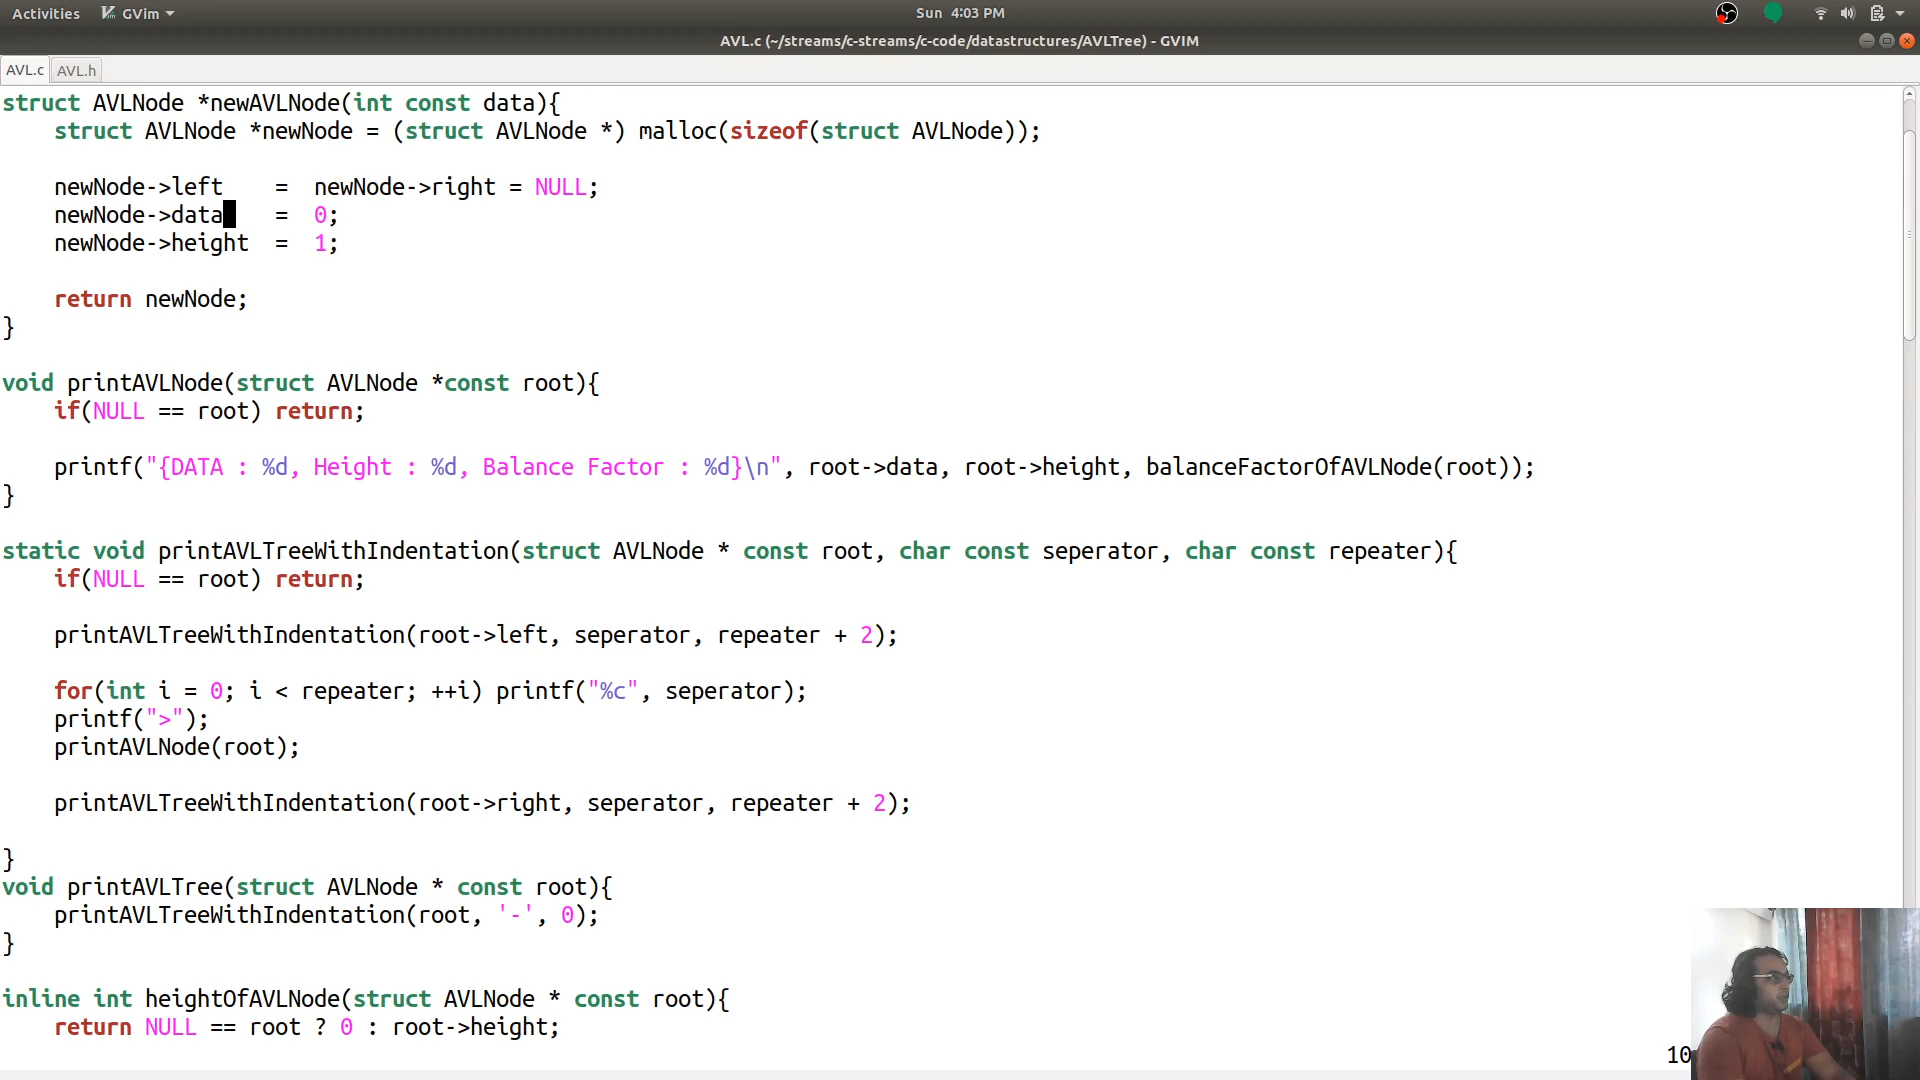 Activities GVim Sun 4:03 PM
AVL.c (~/streams/c-streams/c-code/datastructures/AVLTree) - GVIM
AVL.c AVL.h
struct AVLNode *newAVLNode(int const data){
    struct AVLNode *newNode = (struct AVLNode *) malloc(sizeof(struct AVLNode));
    newNode->left    =  newNode->right = NULL;
    newNode->data    =  0;
    newNode->height  =  1;
    return newNode;
}
void printAVLNode(struct AVLNode *const root){
    if(NULL == root) return;
    printf("{DATA : %d, Height : %d, Balance Factor : %d}\n", root->data, root->height, balanceFactorOfAVLNode(root));
}
static void printAVLTreeWithIndentation(struct AVLNode * const root, char const seperator, char const repeater){
    if(NULL == root) return;
    printAVLTreeWithIndentation(root->left, seperator, repeater + 2);
    for(int i = 0; i < repeater; ++i) printf("%c", seperator);
    printf(">");
    printAVLNode(root);
    printAVLTreeWithIndentation(root->right, seperator, repeater + 2);
}
void printAVLTree(struct AVLNode * const root){
    printAVLTreeWithIndentation(root, '-', 0);
}
inline int heightOfAVLNode(struct AVLNode * const root){
    return NULL == root ? 0 : root->height;
10